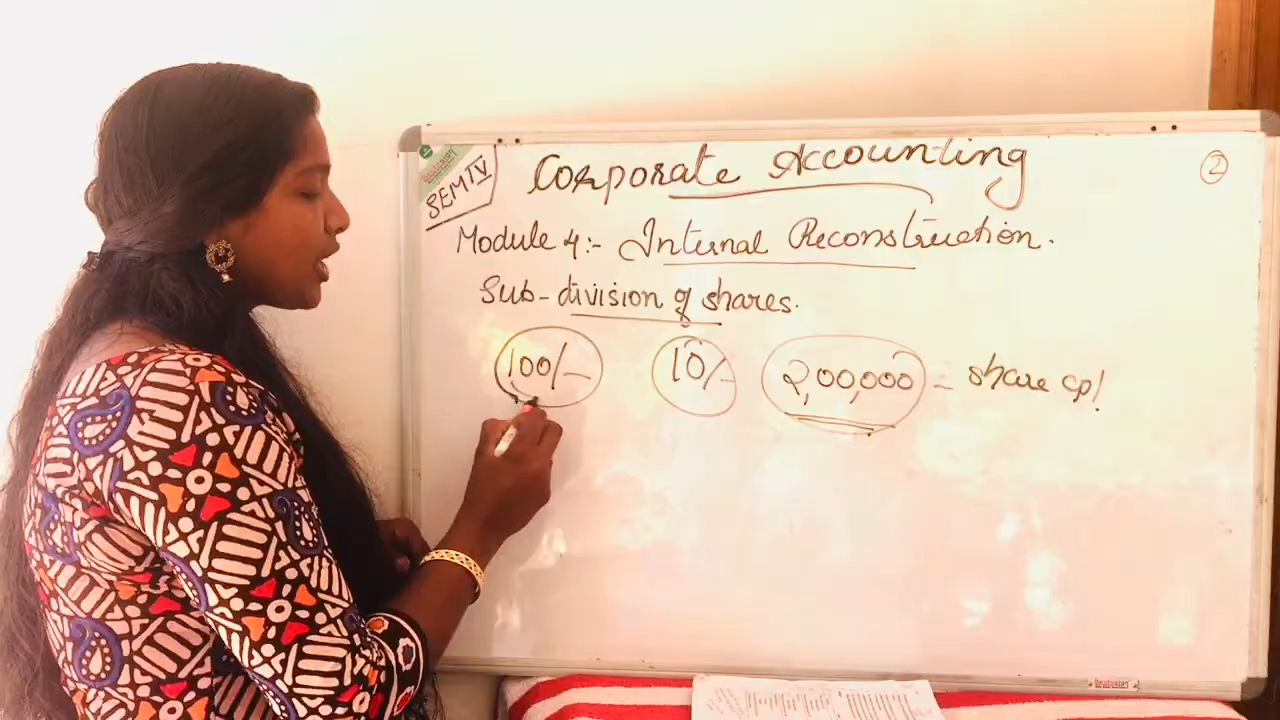 SEM IV
Corporate Accounting
2
Module 4:- Internal Reconstruction.
Sub-division of shares.
100/- 10/- 2,00,000 - share cp!